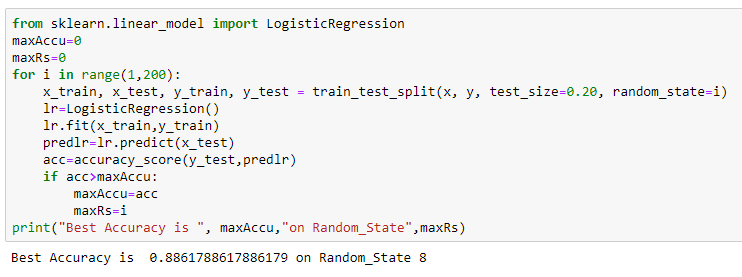 from sklearn.linear_model import LogisticRegression
maxAccu=0
maxRs=0
for i in range(1,200):
    x_train, x_test, y_train, y_test = train_test_split(x, y, test_size=0.20, random_state=i)
    lr=LogisticRegression()
    lr.fit(x_train,y_train)
    predlr=lr.predict(x_test)
    acc=accuracy_score(y_test,predlr)
    if acc>maxAccu:
        maxAccu=acc
        maxRs=i
print("Best Accuracy is ", maxAccu,"on Random_State",maxRs)
Best Accuracy is  0.8861788617886179 on Random_State 8